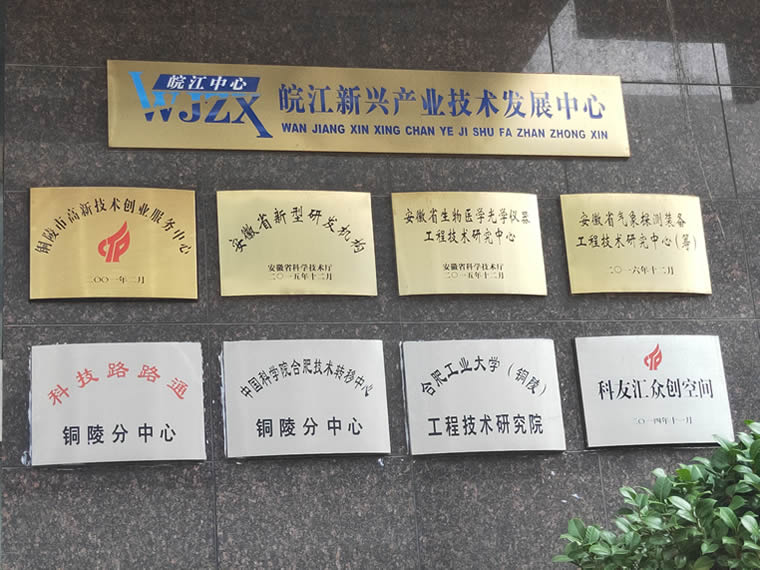 皖江中心
WJZX
皖江新兴产业技术发展中心
WAN JIANG XIN XING CHAN YE JI SHU FA ZHAN ZHONG XIN
铜陵市高新技术创业服务中心
二〇〇一年二月
安徽省新型研发机构
安徽省科学技术厅
二〇一五年十二月
安徽省生物医学光学仪器
工程技术研究中心
安徽省科学技术厅
二〇一五年十二月
安徽省气象探测装备
工程技术研究中心(筹)
二〇一六年十二月
科技路路通
铜陵分中心
中国科学院合肥技术转移中心
铜陵分中心
合肥工业大学(铜陵)
工程技术研究院
科友汇众创空间
二〇一四年十一月